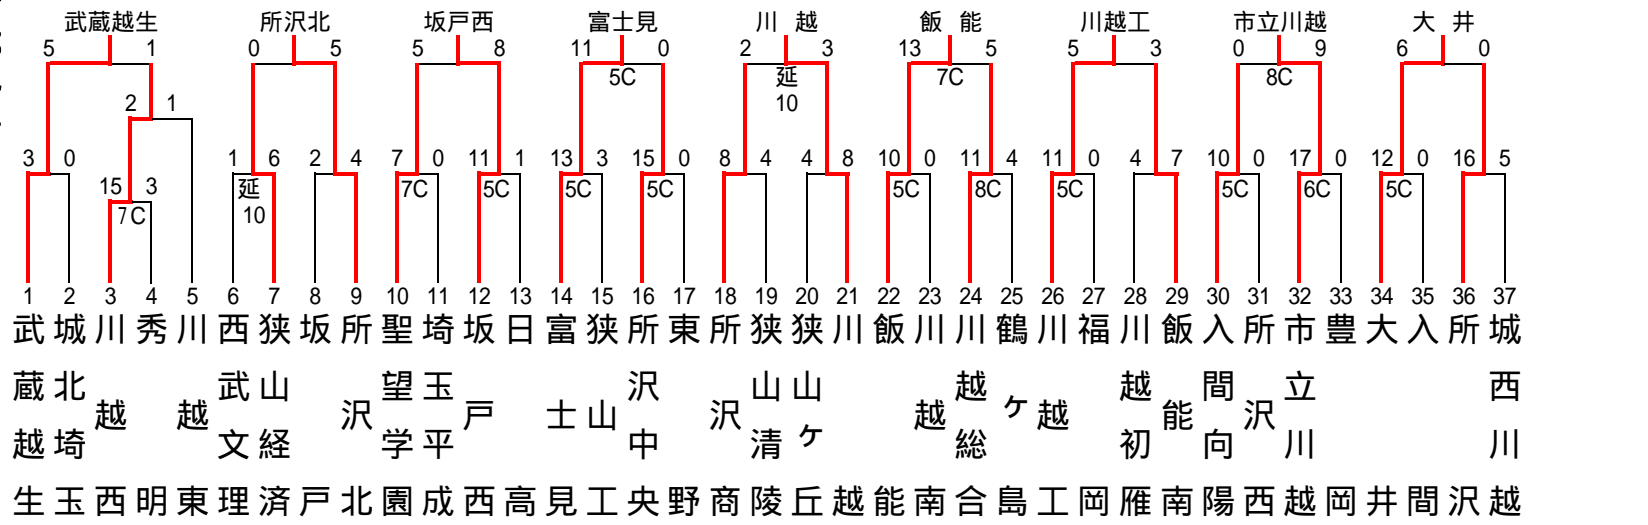 武蔵越生 所沢北 坂戸西 富士見 川 越 飯 能 川越工 市立川越 大 井
5 1 0 5 5 8 11 0 2 3 13 5 5 3 0 9 6 0
5C 延 7C 8C
10
2 1
3 0 1 6 2 4 7 0 11 1 13 3 15 0 8 4 4 8 10 0 11 4 11 0 4 7 10 0 17 0 12 0 16 5
15 3 延 7C 5C 5C 5C 5C 8C 5C 5C 6C 5C
7C 10
1 2 3 4 5 6 7 8 9 10 11 12 13 14 15 16 17 18 19 20 21 22 23 24 25 26 27 28 29 30 31 32 33 34 35 36 37
武蔵越生
城北埼玉
川越西
秀明
川越東
西武文理
狭山経済
坂戸
所沢北
聖望学園
埼玉平成
坂戸西
日高
富士見
狭山工
所沢中央
東野
所沢商
狭山清陵
狭山ケ丘
川越
飯能
川越南
川越総合
鶴ケ島
川越工
福岡
川越初雁
飯能南
入間向陽
所沢西
市立川越
豊岡
大井
入間
所沢
城西川越